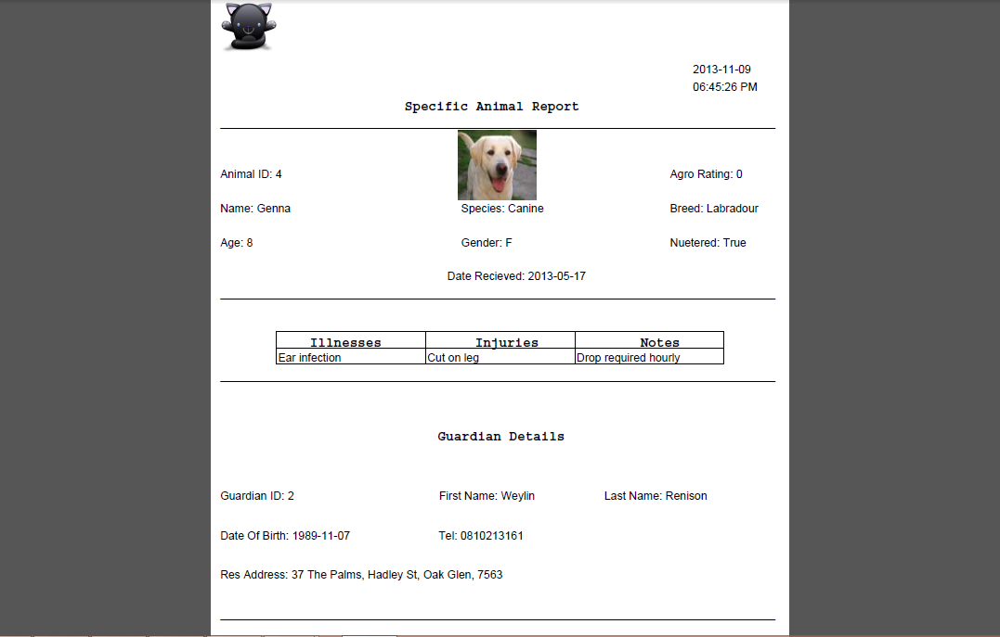 2013-11-09
06:45:26 PM
Specific Animal Report
Animal ID: 4 Agro Rating: 0
Name: Genna Species: Canine Breed: Labradour
Age: 8 Gender: F Nuetered: True
Date Recieved: 2013-05-17
Illnesses Injuries Notes
Ear infection Cut on leg Drop required hourly
Guardian Details
Guardian ID: 2 First Name: Weylin Last Name: Renison
Date Of Birth: 1989-11-07 Tel: 0810213161
Res Address: 37 The Palms, Hadley St, Oak Glen, 7563